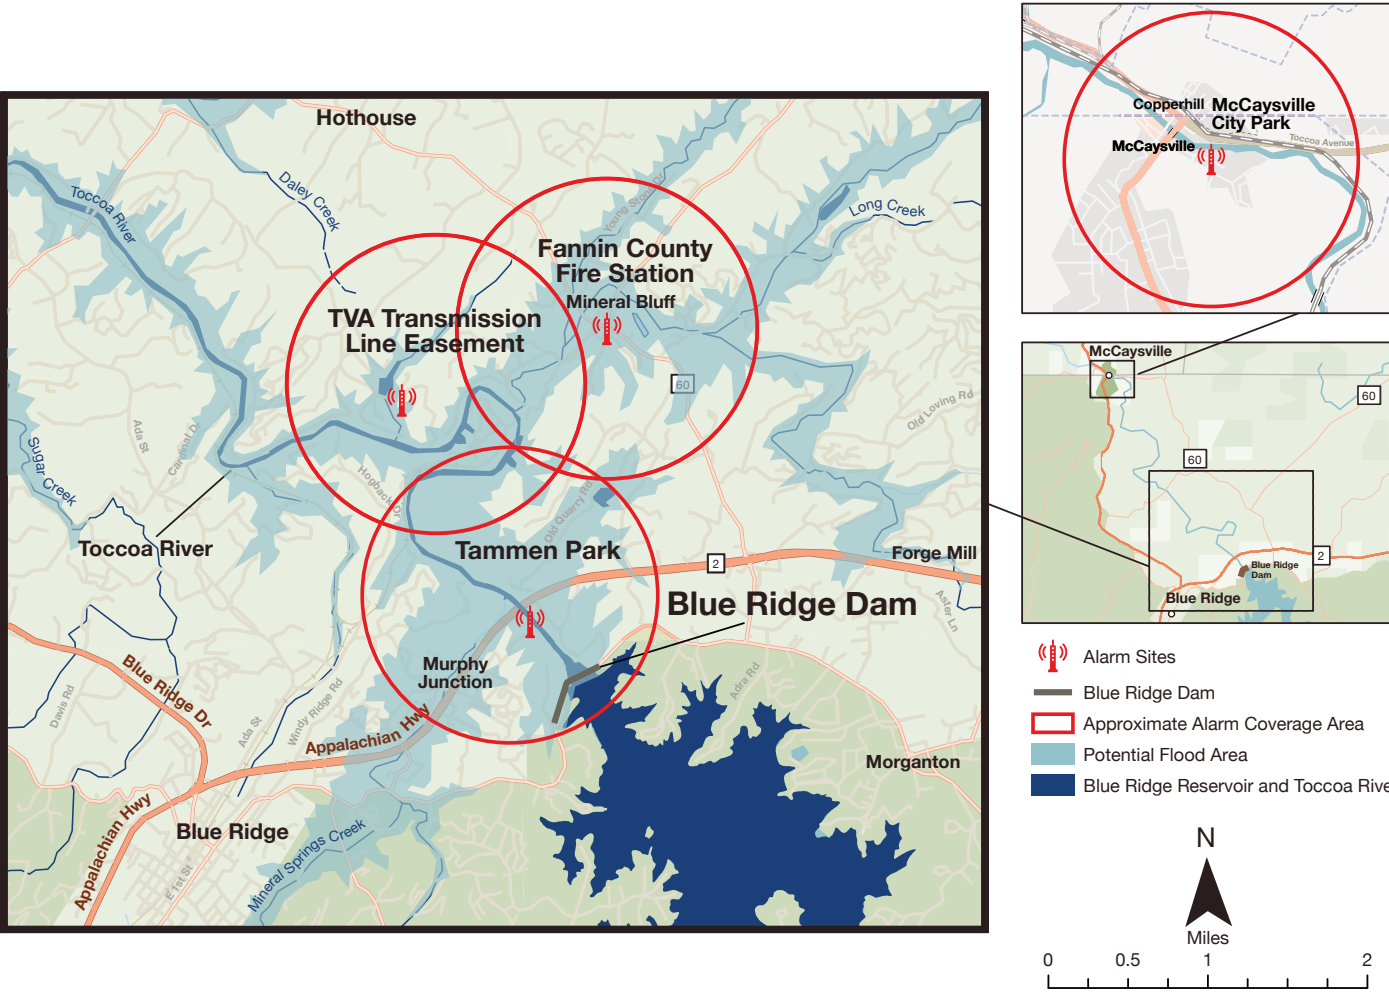 Hothouse
Toccoa River
Daley Creek
Young Stone Dr
Long Creek
Fannin County
Fire Station
Mineral Bluff
TVA Transmission
Line Easement
60
Old Loving Rd
Ada St
Cardinal Dr
Sugar Creek
Hogback Dr
Old Quarry Rd
Toccoa River
Tammen Park
2
Forge Mill
Blue Ridge Dam
Aster Ln
Murphy
Junction
Blue Ridge Dr
Davis Rd
Ada St
Windy Ridge Rd
Adra Rd
Appalachian Hwy
Morganton
Appalachian Hwy
Blue Ridge
Mineral Springs Creek
E 1st St
Copperhill
McCaysville
City Park
McCaysville
Toccoa Avenue
McCaysville
60
60
2
Blue Ridge
Dam
Blue Ridge
Alarm Sites
Blue Ridge Dam
Approximate Alarm Coverage Area
Potential Flood Area
Blue Ridge Reservoir and Toccoa Rive
N
Miles
0 0.5 1 2